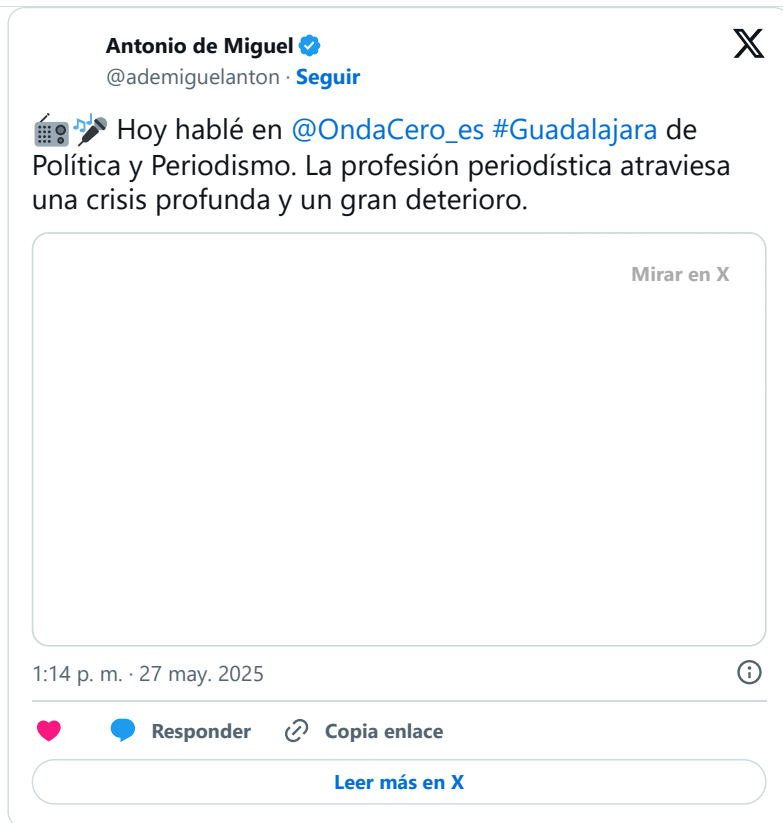 Antonio de Miguel
@ademiguelanton · Seguir
📻🎤 Hoy hablé en @OndaCero_es #Guadalajara de
Política y Periodismo. La profesión periodística atraviesa
una crisis profunda y un gran deterioro.
Mirar en X
1:14 p. m. · 27 may. 2025
Responder
Copia enlace
Leer más en X